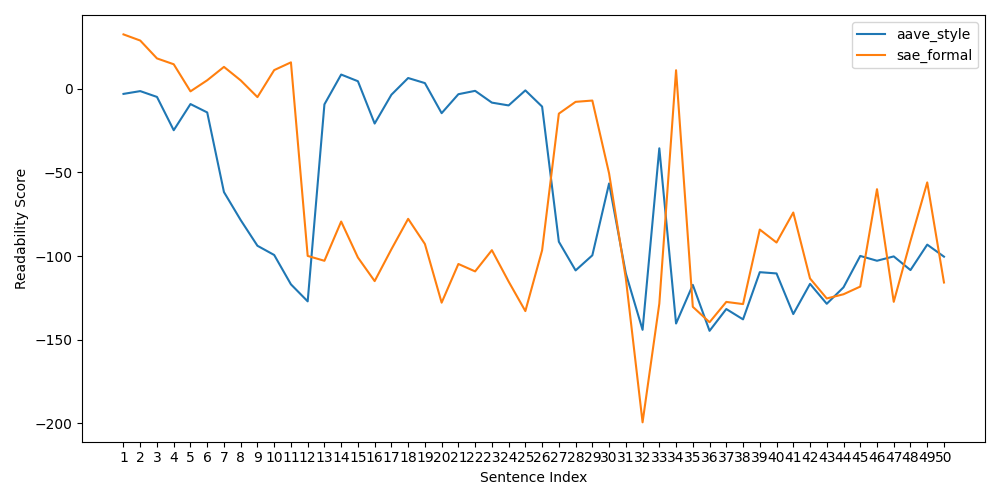 aave_style
sae_formal
0
−50
−100
−150
−200
Readability Score
1 2 3 4 5 6 7 8 9 10 11 12 13 14 15 16 17 18 19 20 21 22 23 24 25 26 27 28 29 30 31 32 33 34 35 36 37 38 39 40 41 42 43 44 45 46 47 48 49 50
Sentence Index